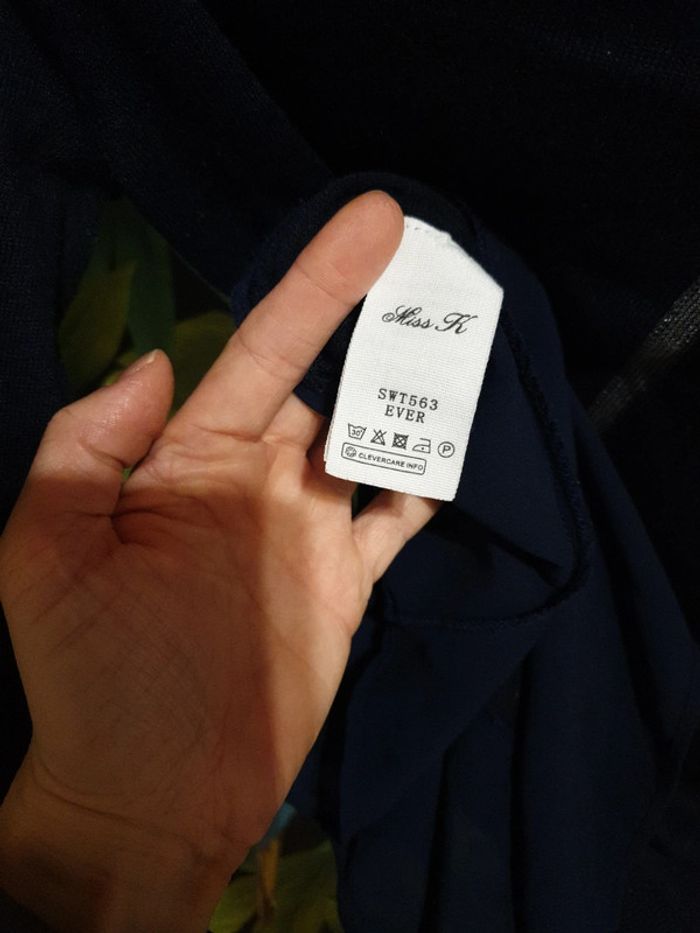 Miss K
SWT563
EVER
30°
P
CLEVERCARE.INFO